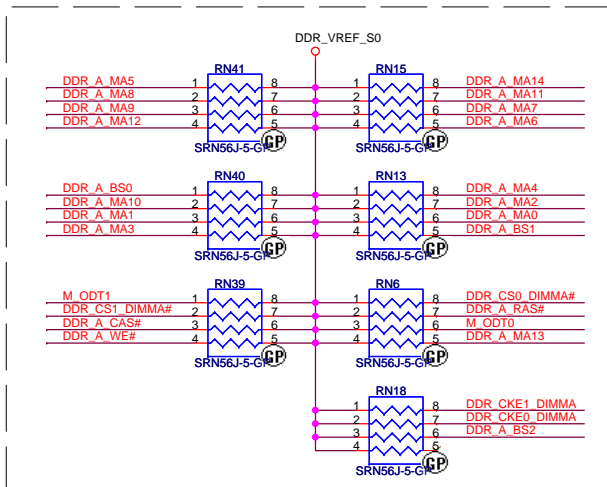 DDR_VREF_S0
RN41 RN15
DDR_A_MA5 1 8 1 8 DDR_A_MA14
DDR_A_MA8 2 7 2 7 DDR_A_MA11
DDR_A_MA9 3 6 3 6 DDR_A_MA7
DDR_A_MA12 4 5 4 5 DDR_A_MA6
SRN56J-5-GP GP SRN56J-5-GP GP
RN40 RN13
DDR_A_BS0 1 8 1 8 DDR_A_MA4
DDR_A_MA10 2 7 2 7 DDR_A_MA2
DDR_A_MA1 3 6 3 6 DDR_A_MA0
DDR_A_MA3 4 5 4 5 DDR_A_BS1
SRN56J-5-GP GP SRN56J-5-GP GP
RN39 RN6
M_ODT1 1 8 1 8 DDR_CS0_DIMMA#
DDR_CS1_DIMMA# 2 7 2 7 DDR_A_RAS#
DDR_A_CAS# 3 6 3 6 M_ODT0
DDR_A_WE# 4 5 4 5 DDR_A_MA13
SRN56J-5-GP GP SRN56J-5-GP GP
RN18
1 8 DDR_CKE1_DIMMA
2 7 DDR_CKE0_DIMMA
3 6 DDR_A_BS2
4 5
SRN56J-5-GP GP